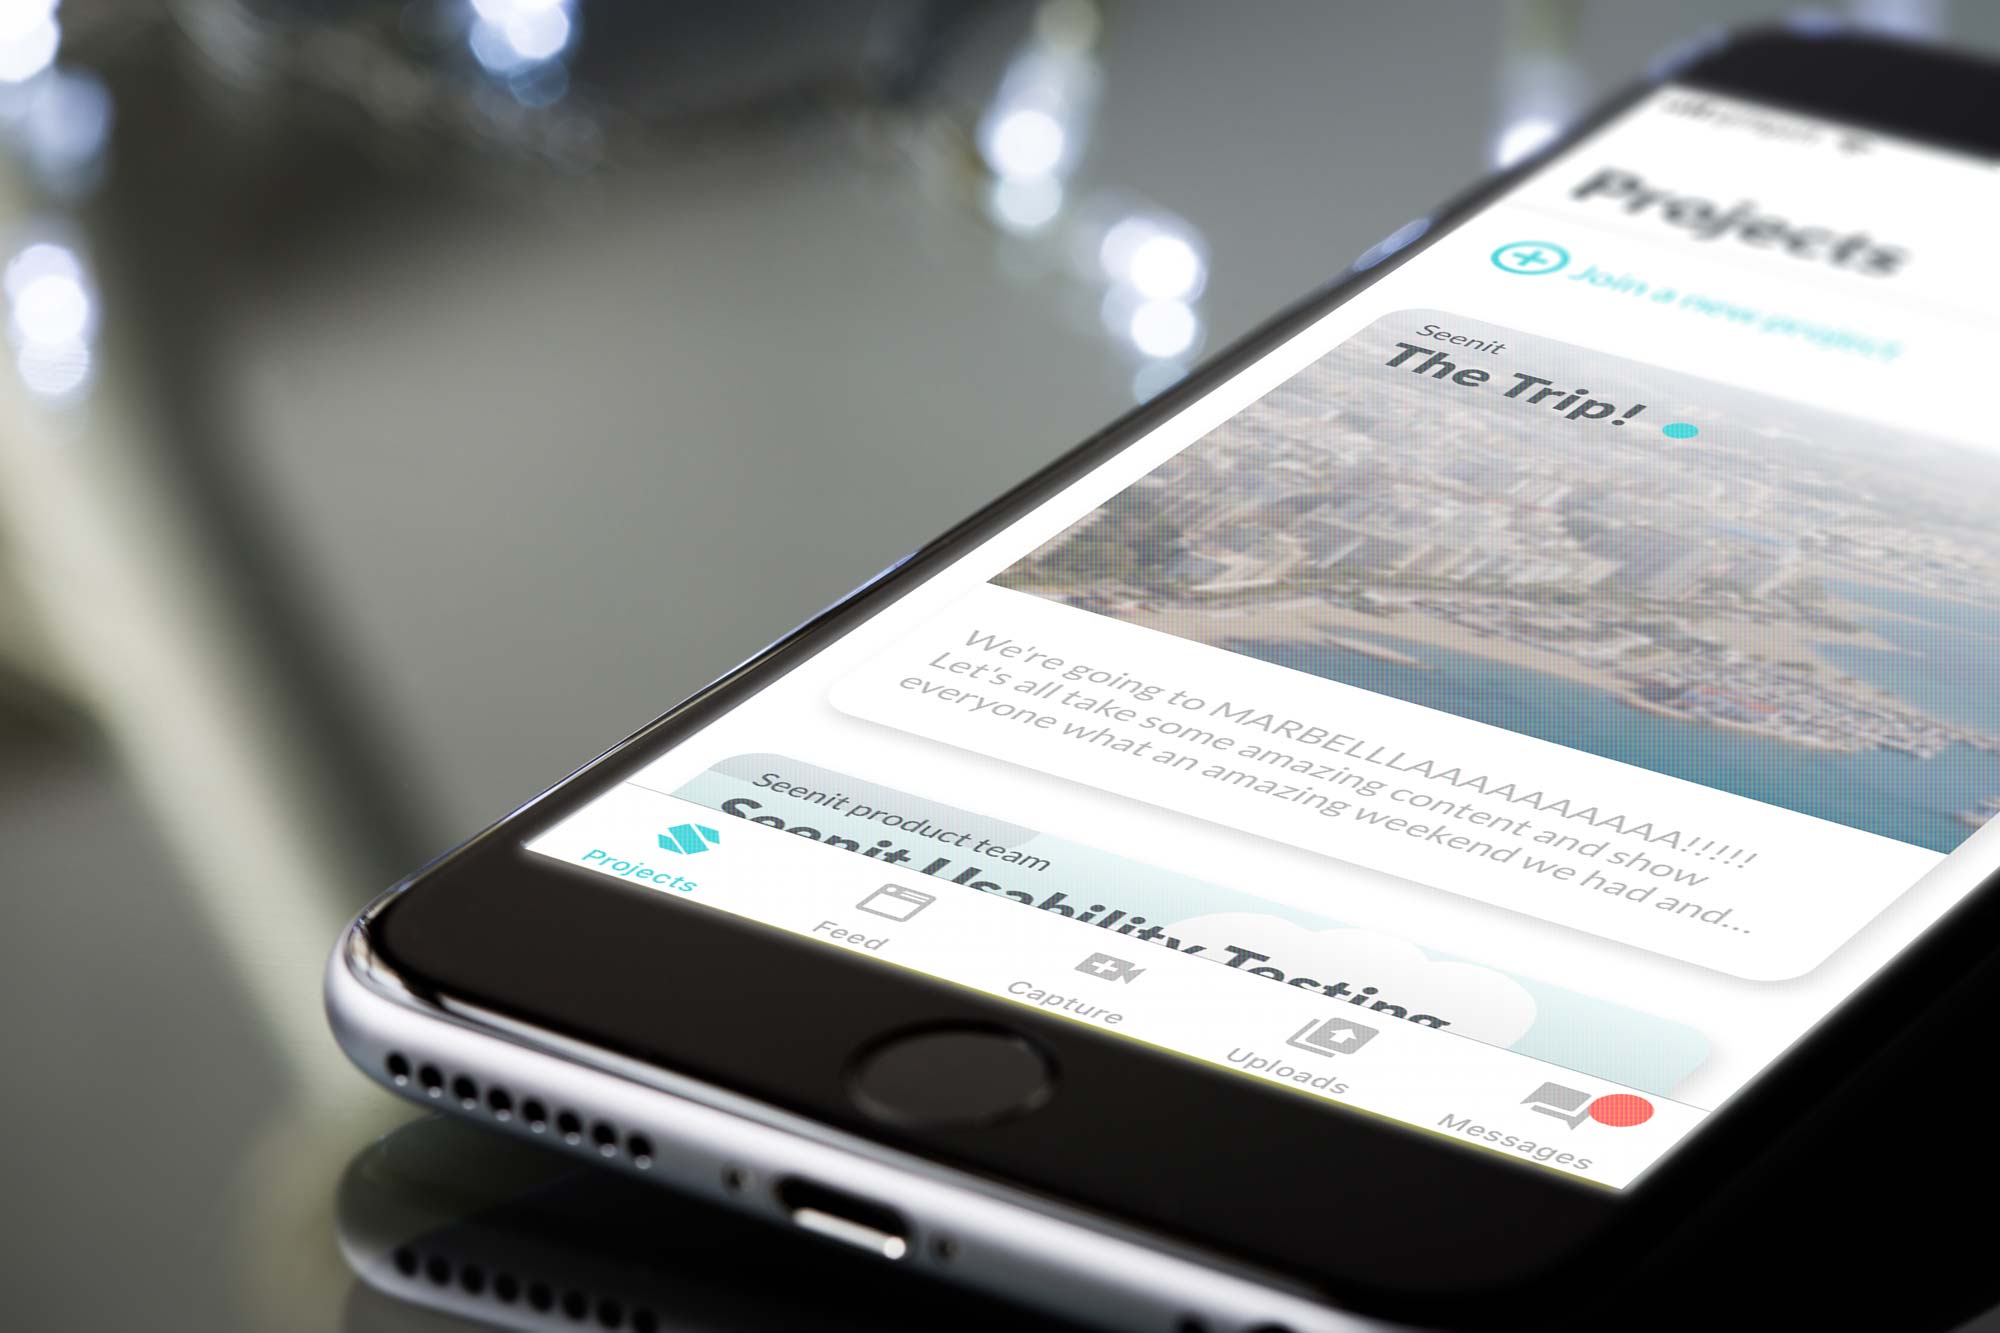 Projects
Join a new project
Seenit
The Trip!
We're going to MARBELLLAAAAAAAAAA!!!!!
Let's all take some amazing content and show
everyone what an amazing weekend we had and...
Seenit product team
Seenit Usability Testing
Projects
Feed
Capture
Uploads
Messages